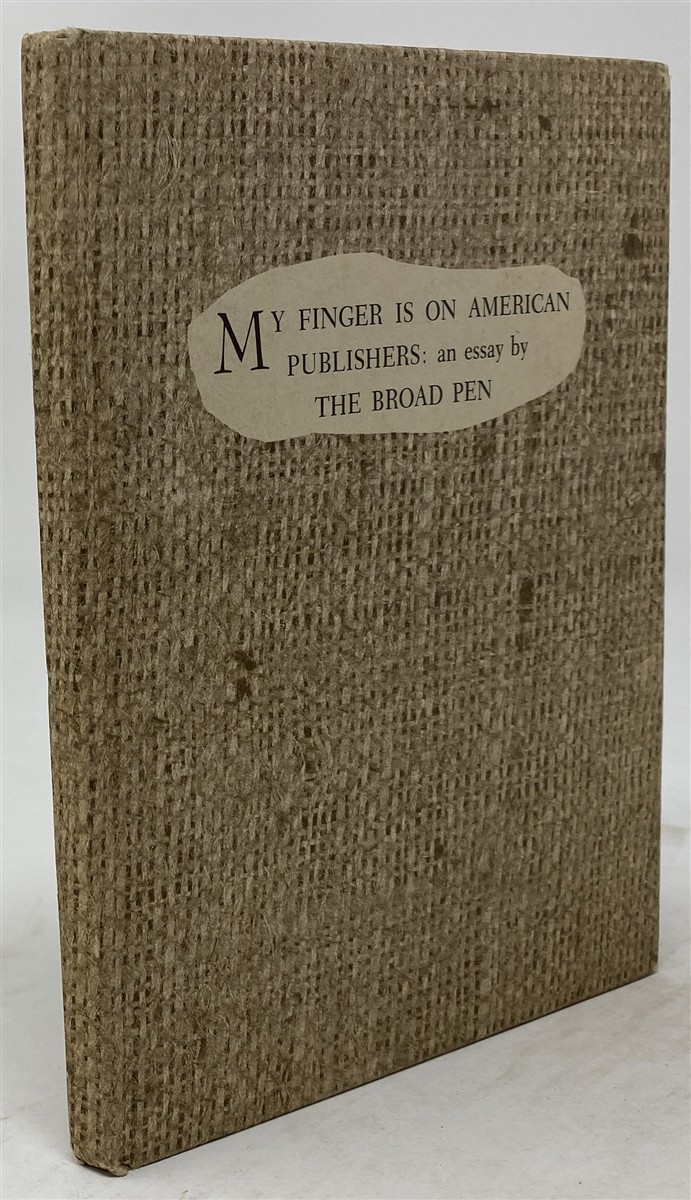 MY FINGER IS ON AMERICAN
PUBLISHERS: an essay by
THE BROAD PEN